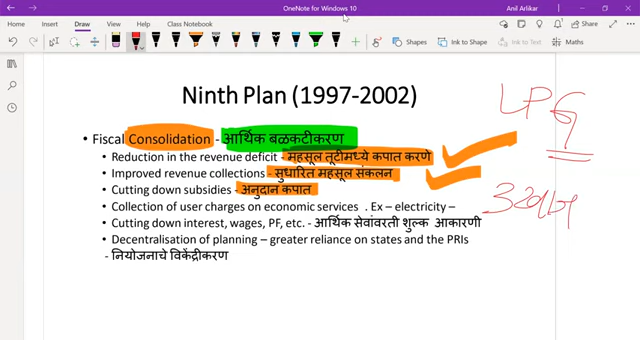 OneNote for Windows 10
Anil Arlikar
Home Insert Draw View Help
Shapes Ink to Shape Ink to Text Math
Ninth Plan (1997-2002)
• Fiscal Consolidation - आर्थिक बळकटीकरण
• Reduction in the revenue deficit - महसूल तूटीमध्ये कपात करणे
• Improved revenue collections - सुधारित महसूल संकलन
• Cutting down subsidies - अनुदान कपात
• Collection of user charges on economic services . Ex – electricity –
• Cutting down interest, wages, PF, etc. - आर्थिक सेवांवरती शुल्क आकारणी
• Decentralisation of planning – greater reliance on states and the PRIs
- नियोजनाचे विकेंद्रीकरण
LPG